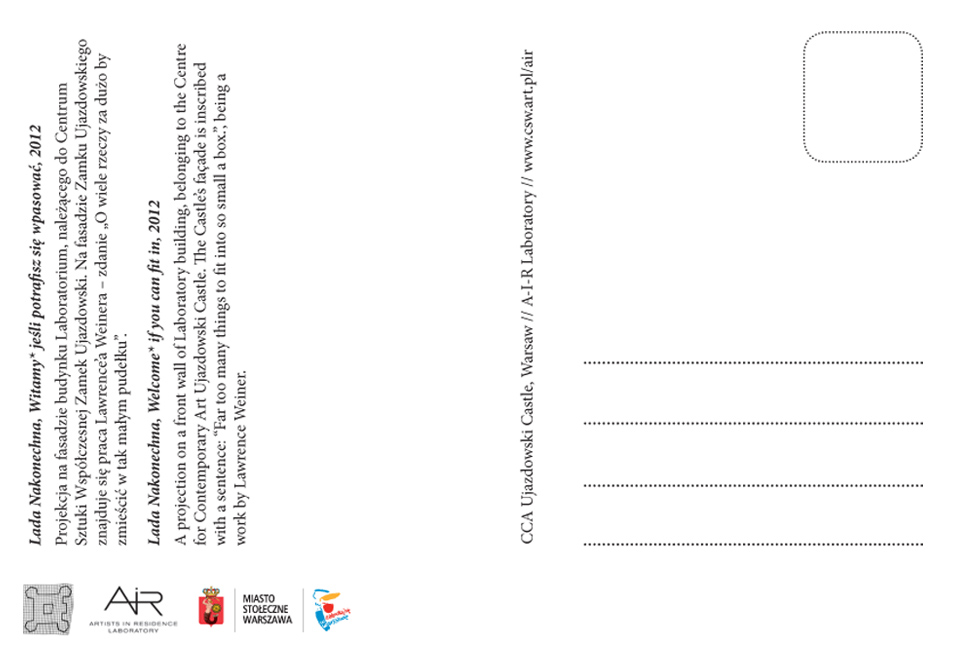 Lada Nakonechna, Witamy* jeśli potrafisz się wpasować, 2012
Projekcja na fasadzie budynku Laboratorium, należącego do Centrum
Sztuki Współczesnej Zamek Ujazdowski. Na fasadzie Zamku Ujazdowskiego
znajduje się praca Lawrence'a Weinera – zdanie „O wiele rzeczy za dużo by
zmieścić w tak małym pudełku”.
Lada Nakonechna, Welcome* if you can fit in, 2012
A projection on a front wall of Laboratory building, belonging to the Centre
for Contemporary Art Ujazdowski Castle. The Castle's façade is inscribed
with a sentence: “Far too many things to fit into so small a box.”, being a
work by Lawrence Weiner.
CCA Ujazdowski Castle, Warsaw // A-I-R Laboratory // www.csw.art.pl/air
AiR
ARTISTS IN RESIDENCE
LABORATORY
MIASTO
STOŁECZNE
WARSZAWA